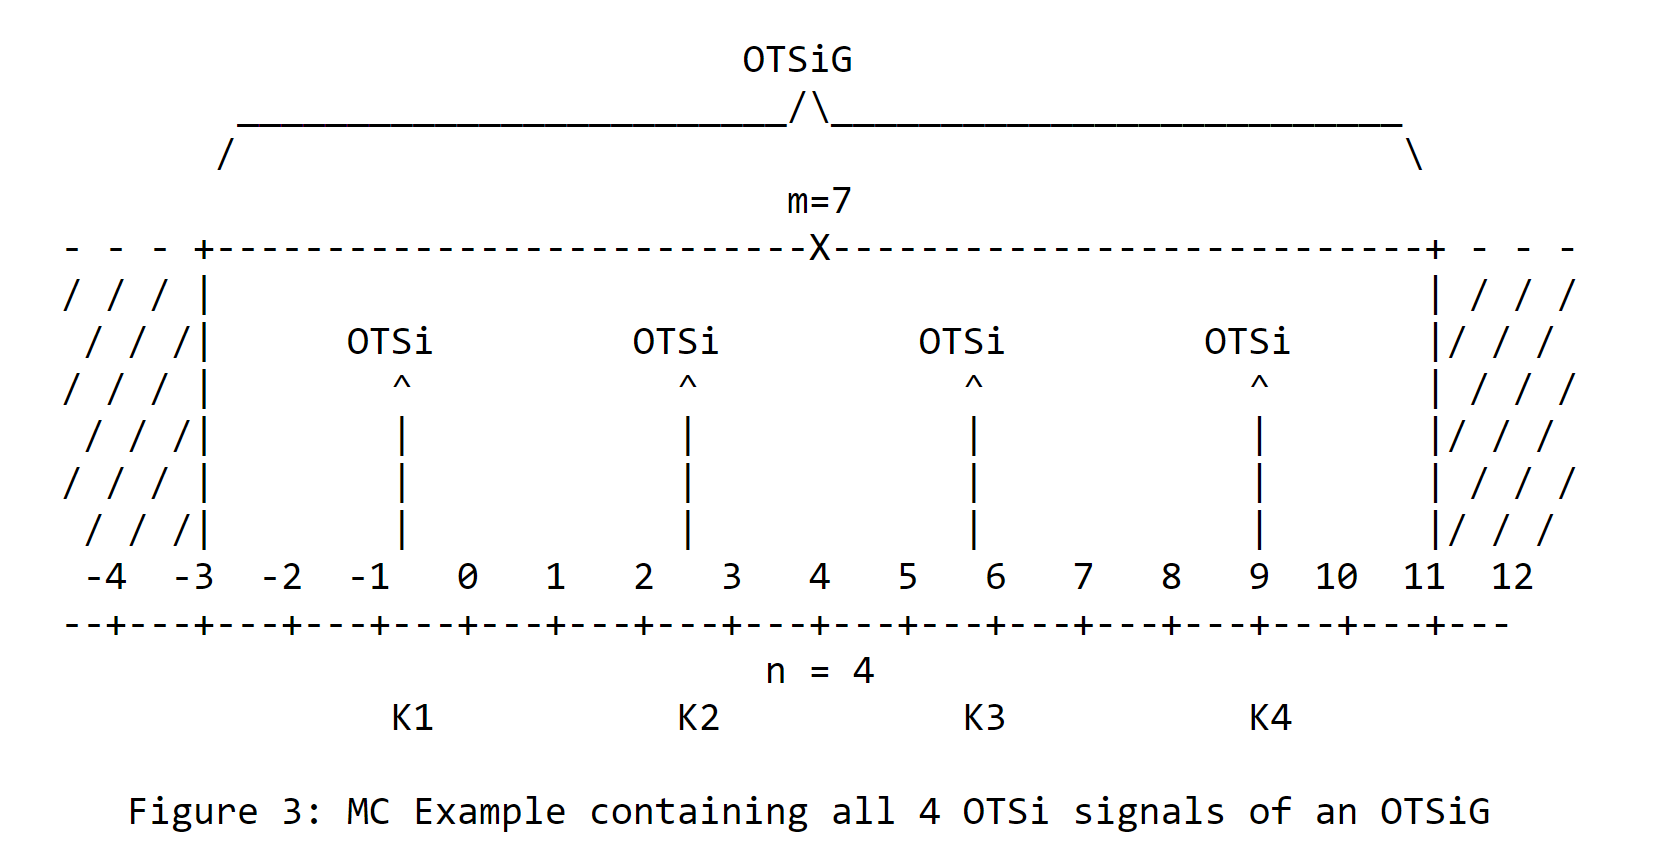 OTSiG
        _________________________/\__________________________
       /                                                      \
                                 m=7
- - - +---------------------------X---------------------------+ - - -
/ / / |                                                       | / / /
 / / /|      OTSi         OTSi         OTSi         OTSi      |/ / /
/ / / |        ^            ^            ^            ^       | / / /
 / / /|        |            |            |            |       |/ / /
/ / / |        |            |            |            |       | / / /
 / / /|        |            |            |            |       |/ / /
 -4  -3  -2  -1   0   1   2   3   4   5   6   7   8   9  10  11  12
--+---+---+---+---+---+---+---+---+---+---+---+---+---+---+---+---
                                n = 4
               K1           K2           K3           K4
Figure 3: MC Example containing all 4 OTSi signals of an OTSiG